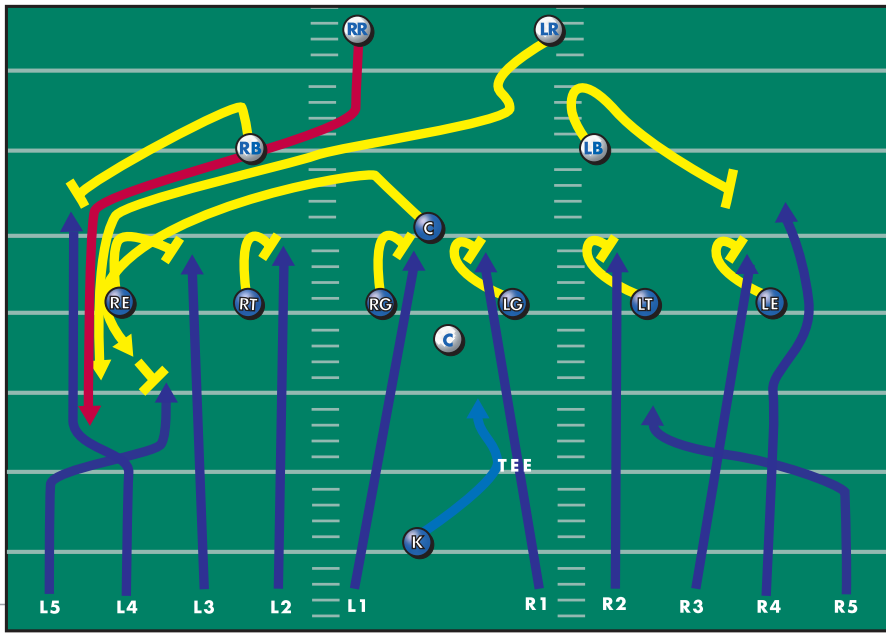 RR LR
RB LB
C
RE RT RG LG LT LE
C
TEE
K
L5 L4 L3 L2 L1 R1 R2 R3 R4 R5